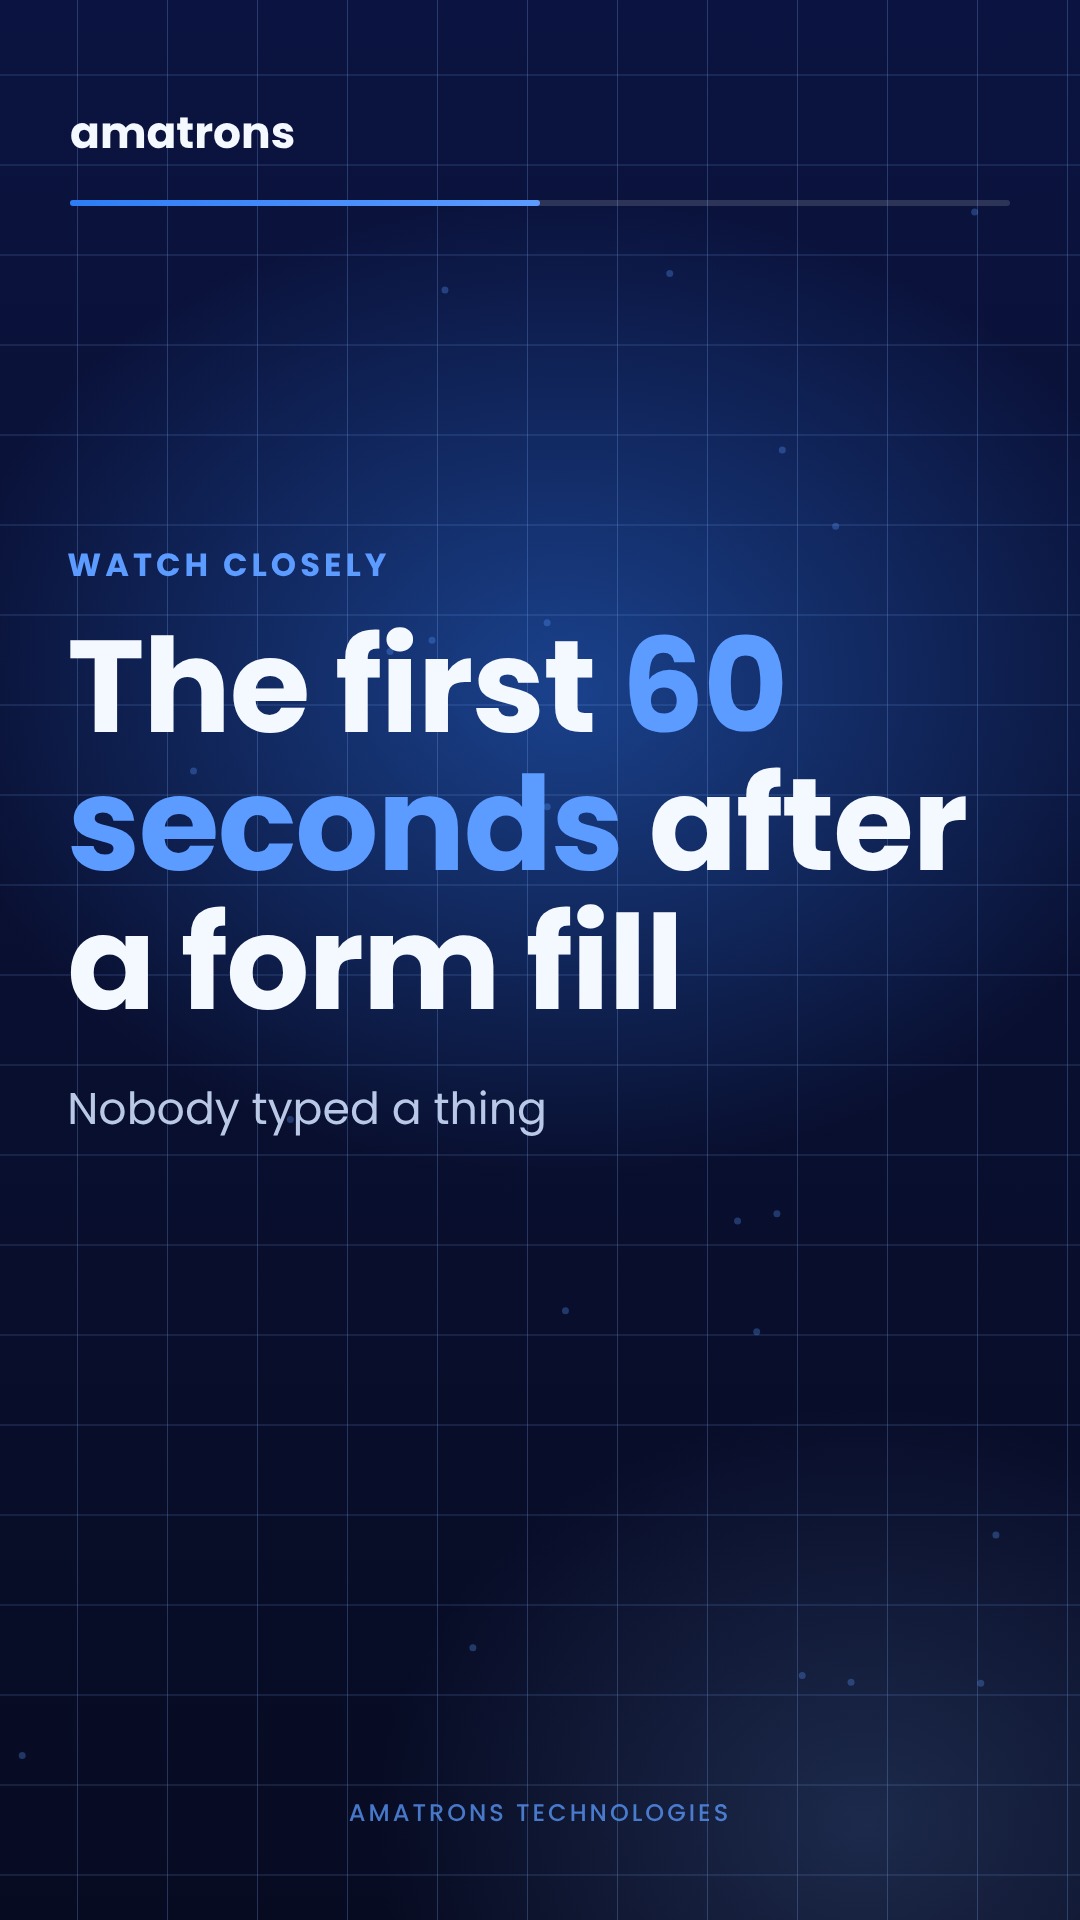 amatrons
WATCH CLOSELY
The first 60
seconds after
a form fill
Nobody typed a thing
AMATRONS TECHNOLOGIES